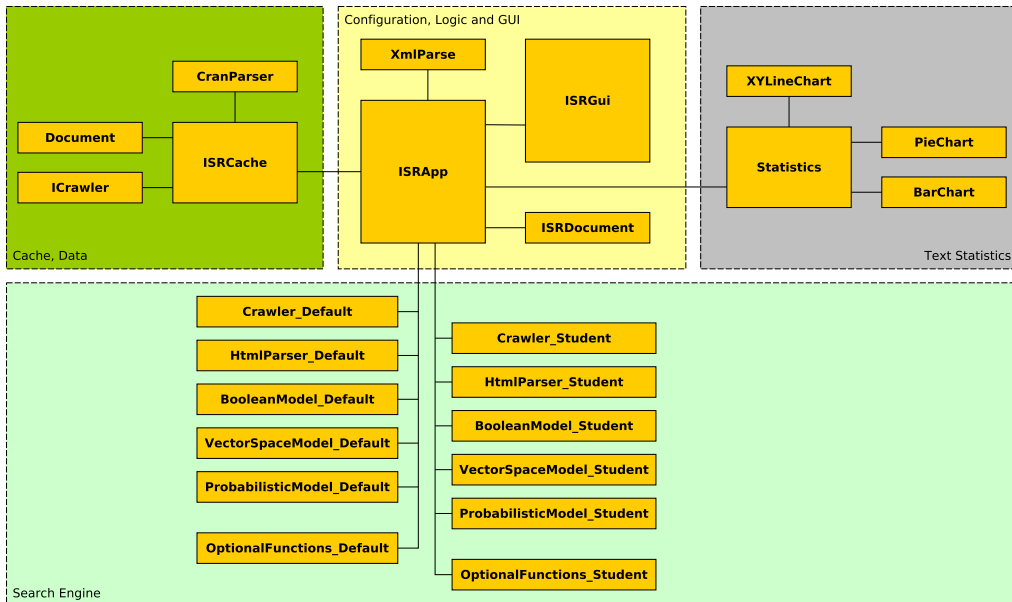 Configuration, Logic and GUI
CranParser
Document
ICrawler
ISRCache
Cache, Data
XmlParse
ISRApp
ISRGui
ISRDocument
XYLineChart
Statistics
PieChart
BarChart
Text Statistics
Crawler_Default
HtmlParser_Default
BooleanModel_Default
VectorSpaceModel_Default
ProbabilisticModel_Default
OptionalFunctions_Default
Crawler_Student
HtmlParser_Student
BooleanModel_Student
VectorSpaceModel_Student
ProbabilisticModel_Student
OptionalFunctions_Student
Search Engine